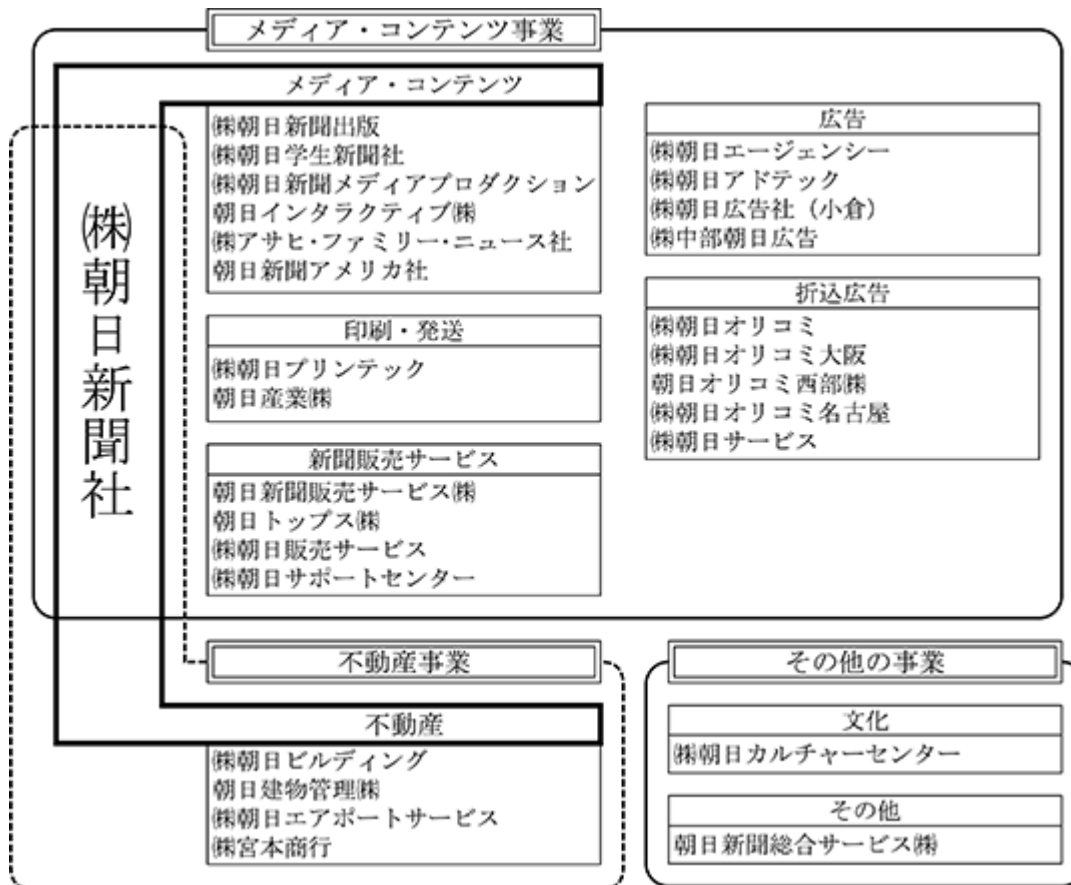 メディア・コンテンツ事業
㈱朝日新聞社
メディア・コンテンツ
㈱朝日新聞出版
㈱朝日学生新聞社
㈱朝日新聞メディアプロダクション
朝日インタラクティブ㈱
㈱アサヒ・ファミリー・ニュース社
朝日新聞アメリカ社
印刷・発送
㈱朝日プリンテック
朝日産業㈱
新聞販売サービス
朝日新聞販売サービス㈱
朝日トップス㈱
㈱朝日販売サービス
㈱朝日サポートセンター
広告
㈱朝日エージェンシー
㈱朝日アドテック
㈱朝日広告社（小倉）
㈱中部朝日広告
折込広告
㈱朝日オリコミ
㈱朝日オリコミ大阪
朝日オリコミ西部㈱
㈱朝日オリコミ名古屋
㈱朝日サービス
不動産事業
不動産
㈱朝日ビルディング
朝日建物管理㈱
㈱朝日エアポートサービス
㈱宮本商行
その他の事業
文化
㈱朝日カルチャーセンター
その他
朝日新聞総合サービス㈱